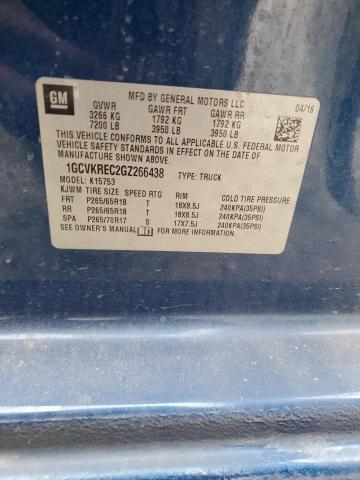 GM
MFD BY GENERAL MOTORS LLC 04/16
GVWR GAWR FRT GAWR RR
3266 KG 1792 KG 1792 KG
7200 LB 3950 LB 3950 LB
THIS VEHICLE CONFORMS TO ALL APPLICABLE U.S. FEDERAL MOTOR
VEHICLE SAFETY STANDARDS IN EFFECT ON THE DATE OF
MANUFACTURE SHOWN ABOVE.
1GCVKREC2GZ266438 TYPE: TRUCK
MODEL: K15753
KJWM TIRE SIZE SPEED RTG RIM COLD TIRE PRESSURE
FRT P265/65R18 T 18X8.5J 240KPA(35PSI)
RR P265/65R18 T 18X8.5J 240KPA(35PSI)
SPA P265/70R17 S 17X7.5J 240KPA(35PSI)
SEE OWNER'S MANUAL